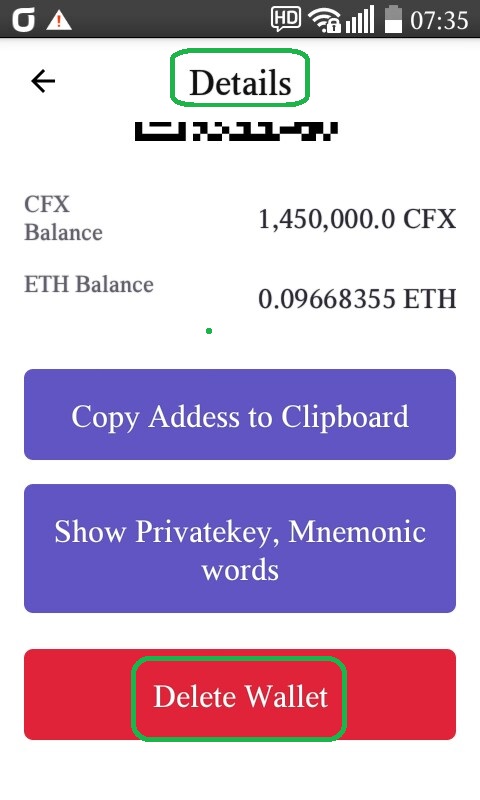 HD 07:35
Details
CFX
Balance
1,450,000.0 CFX
ETH Balance
0.09668355 ETH
Copy Addess to Clipboard
Show Privatekey, Mnemonic
words
Delete Wallet